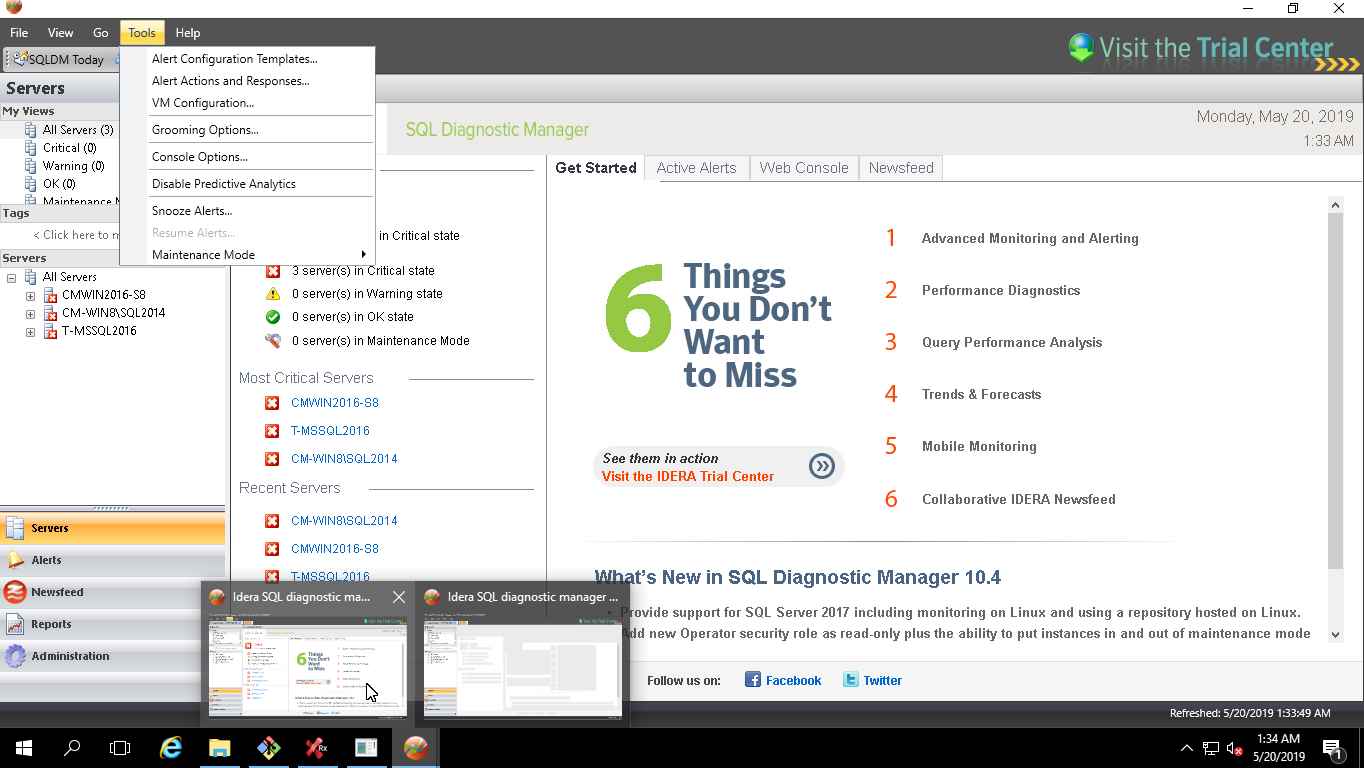 File View Go Tools Help
Visit the Trial Center
SQLDM Today
Alert Configuration Templates...
Alert Actions and Responses...
VM Configuration...
Grooming Options...
Console Options...
Disable Predictive Analytics
Snooze Alerts...
Resume Alerts...
Maintenance Mode
Servers
My Views
All Servers (3)
Critical (0)
Warning (0)
OK (0)
Maintenance
Tags
< Click here to
Servers
All Servers
CMWIN2016-S8
CM-WIN8\SQL2014
T-MSSQL2016
Servers
Alerts
Newsfeed
Reports
Administration
SQL Diagnostic Manager
Monday, May 20, 2019
1:33 AM
in Critical state
3 server(s) in Critical state
0 server(s) in Warning state
0 server(s) in OK state
0 server(s) in Maintenance Mode
Most Critical Servers
CMWIN2016-S8
T-MSSQL2016
CM-WIN8\SQL2014
Recent Servers
CM-WIN8\SQL2014
CMWIN2016-S8
T-MSSQL2016
Get Started Active Alerts Web Console Newsfeed
6 Things
You Don't
Want
to Miss
See them in action
Visit the IDERA Trial Center
1 Advanced Monitoring and Alerting
2 Performance Diagnostics
3 Query Performance Analysis
4 Trends & Forecasts
5 Mobile Monitoring
6 Collaborative IDERA Newsfeed
What's New in SQL Diagnostic Manager 10.4
Provide support for SQL Server 2017 including monitoring on Linux and using a repository hosted on Linux.
Add new Operator security role as read-only plus the ability to put instances in and out of maintenance mode
Follow us on: Facebook Twitter
Refreshed: 5/20/2019 1:33:49 AM
Idera SQL diagnostic ma...
Idera SQL diagnostic manager ...
Rx
1:34 AM
5/20/2019
1